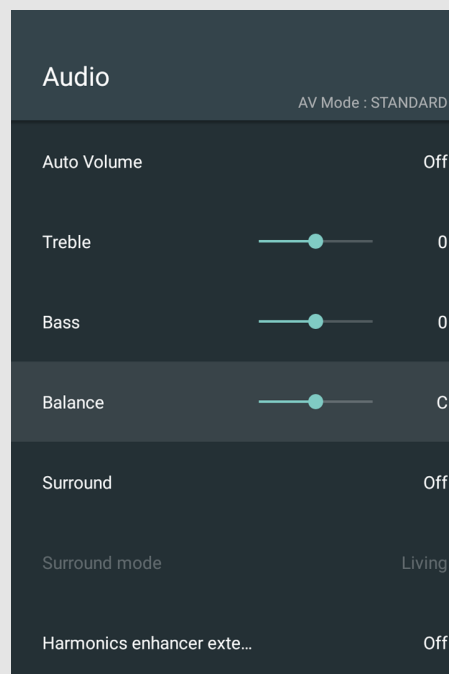 Audio
AV Mode : STANDARD
Auto Volume Off
Treble 0
Bass 0
Balance C
Surround Off
Surround mode Living
Harmonics enhancer exte... Off